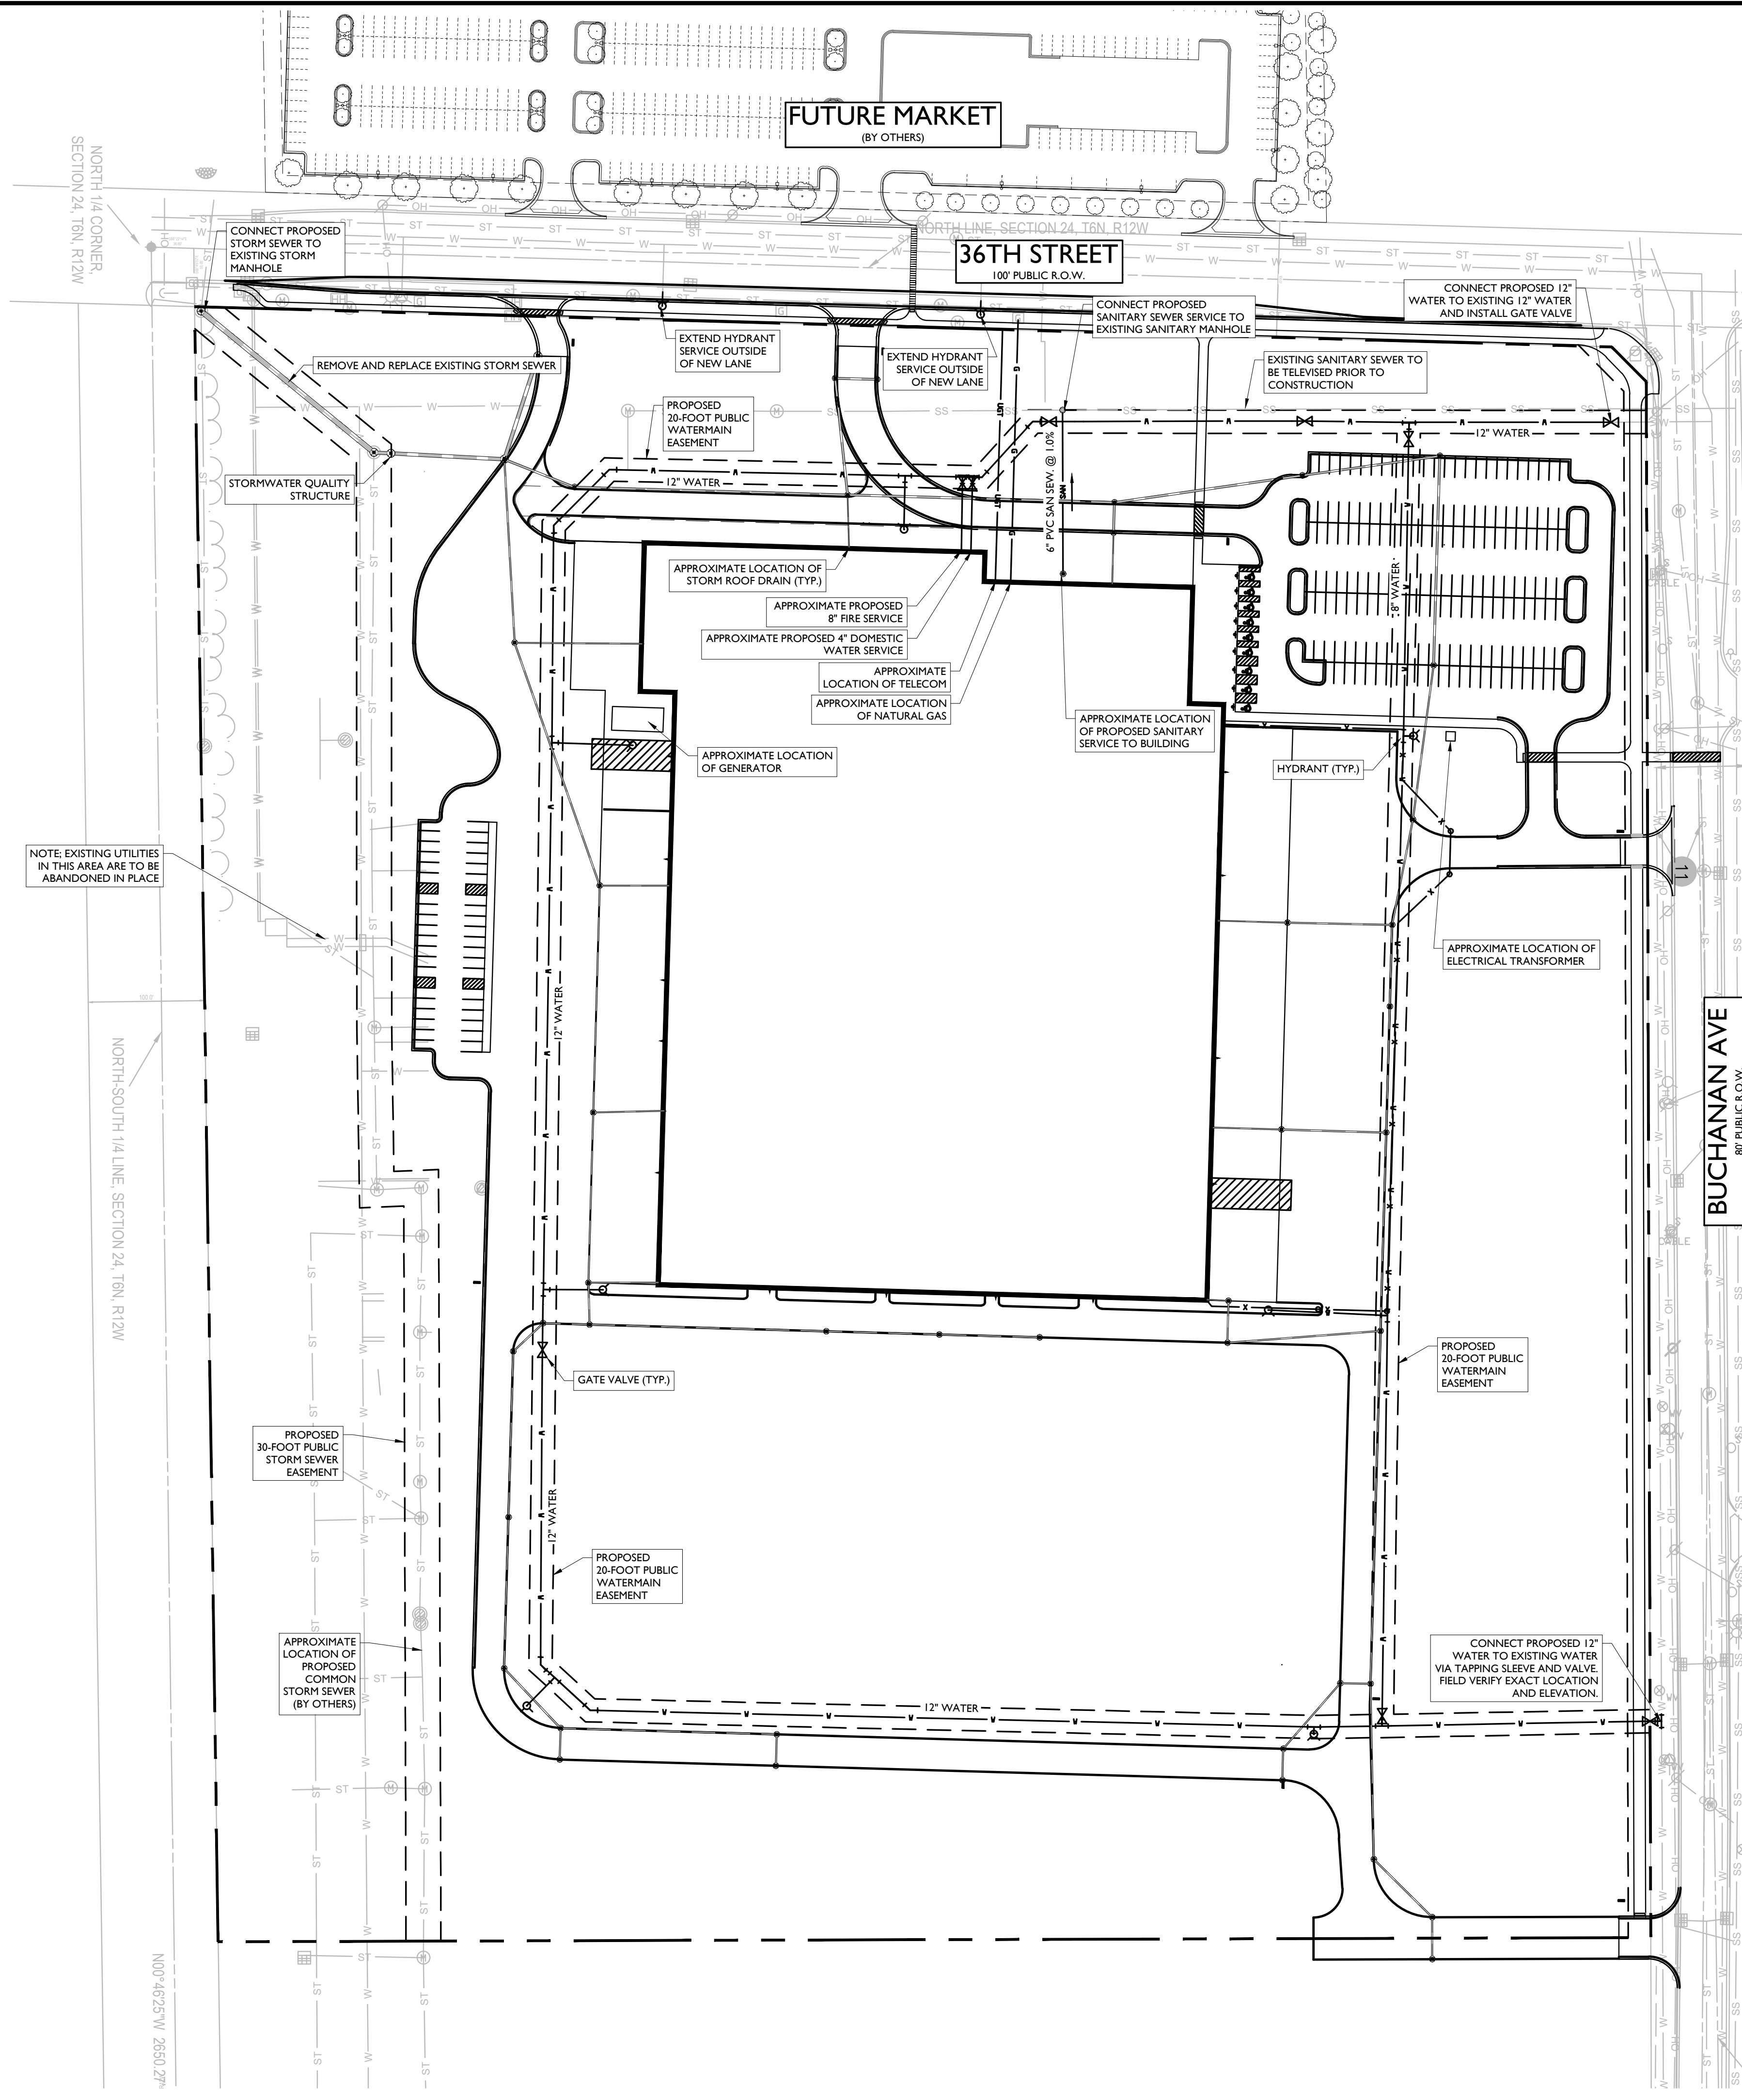 FUTURE MARKET
(BY OTHERS)
NORTH 1/4 CORNER,
SECTION 24, T6N, R12W
NORTH LINE, SECTION 24, T6N, R12W
36TH STREET
100' PUBLIC R.O.W.
CONNECT PROPOSED
STORM SEWER TO
EXISTING STORM
MANHOLE
CONNECT PROPOSED
SANITARY SEWER SERVICE TO
EXISTING SANITARY MANHOLE
CONNECT PROPOSED 12"
WATER TO EXISTING 12" WATER
AND INSTALL GATE VALVE
EXTEND HYDRANT
SERVICE OUTSIDE
OF NEW LANE
EXTEND HYDRANT
SERVICE OUTSIDE
OF NEW LANE
REMOVE AND REPLACE EXISTING STORM SEWER
EXISTING SANITARY SEWER TO
BE TELEVISED PRIOR TO
CONSTRUCTION
PROPOSED
20-FOOT PUBLIC
WATERMAIN
EASEMENT
12" WATER
12" WATER
STORMWATER QUALITY
STRUCTURE
6" PVC SAN SEW. @ 1.0%
8" WATER
APPROXIMATE LOCATION OF
STORM ROOF DRAIN (TYP.)
APPROXIMATE PROPOSED
8" FIRE SERVICE
APPROXIMATE PROPOSED 4" DOMESTIC
WATER SERVICE
APPROXIMATE
LOCATION OF TELECOM
APPROXIMATE LOCATION
OF NATURAL GAS
APPROXIMATE LOCATION
OF PROPOSED SANITARY
SERVICE TO BUILDING
APPROXIMATE LOCATION
OF GENERATOR
HYDRANT (TYP.)
NOTE; EXISTING UTILITIES
IN THIS AREA ARE TO BE
ABANDONED IN PLACE
11
APPROXIMATE LOCATION OF
ELECTRICAL TRANSFORMER
100.0'
12" WATER
BUCHANAN AVE
80' PUBLIC R.O.W.
NORTH-SOUTH 1/4 LINE, SECTION 24, T6N, R12W
GATE VALVE (TYP.)
PROPOSED
20-FOOT PUBLIC
WATERMAIN
EASEMENT
PROPOSED
30-FOOT PUBLIC
STORM SEWER
EASEMENT
12" WATER
PROPOSED
20-FOOT PUBLIC
WATERMAIN
EASEMENT
APPROXIMATE
LOCATION OF
PROPOSED
COMMON
STORM SEWER
(BY OTHERS)
CONNECT PROPOSED 12"
WATER TO EXISTING WATER
VIA TAPPING SLEEVE AND VALVE.
FIELD VERIFY EXACT LOCATION
AND ELEVATION.
12" WATER
N00°46'25"W 2650.27'